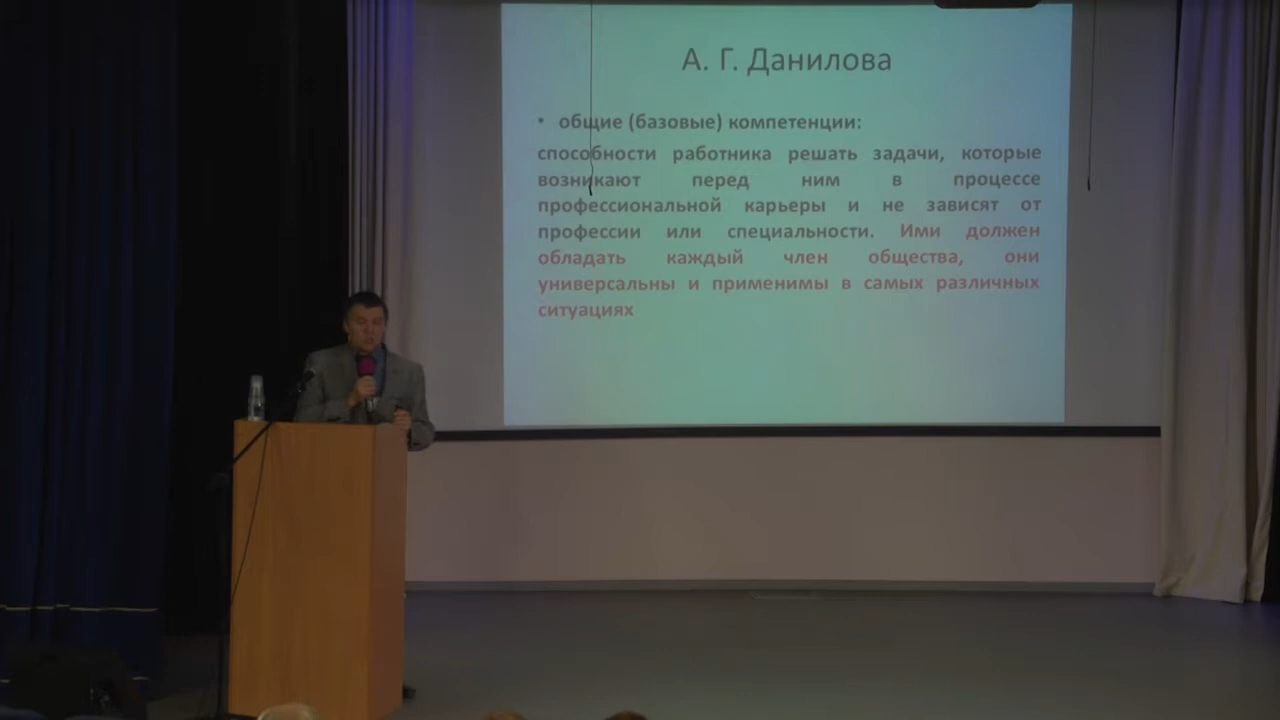 А. Г. Данилова
• общие (базовые) компетенции:
способности работника решать задачи, которые
возникают перед ним в процессе
профессиональной карьеры и не зависят от
профессии или специальности. Ими должен
обладать каждый член общества, они
универсальны и применимы в самых различных
ситуациях